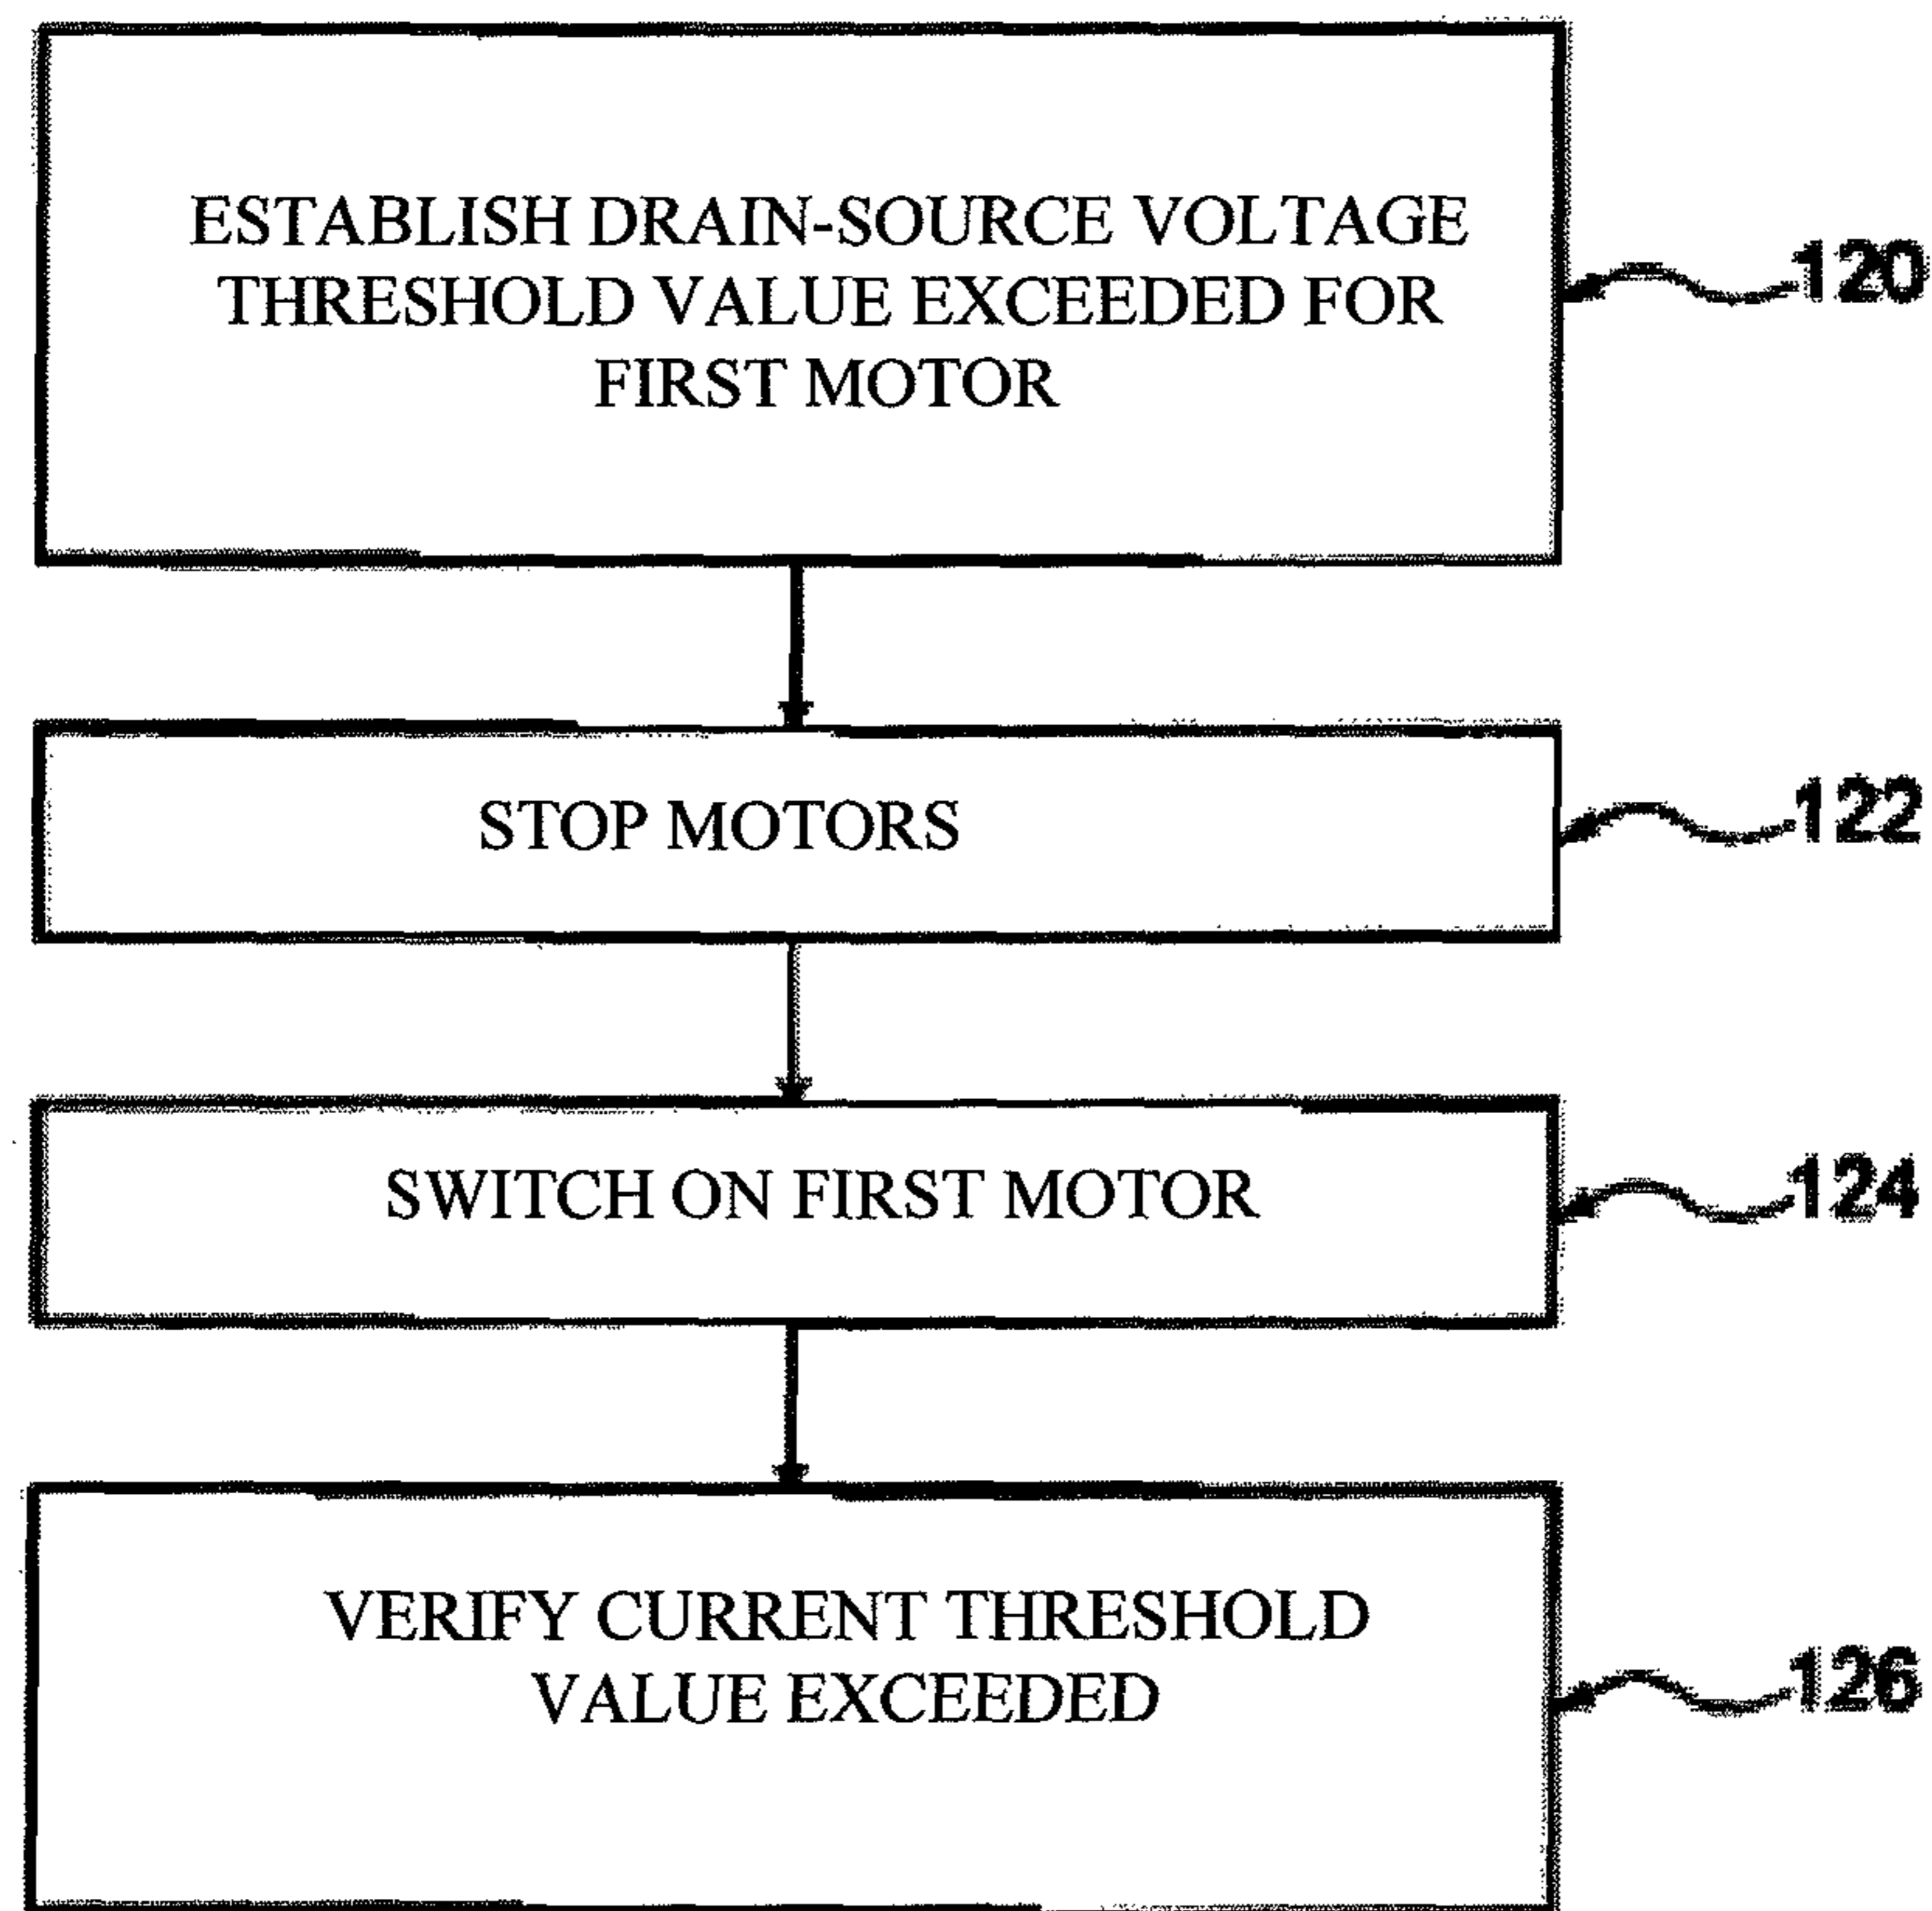 ESTABLISH DRAIN-SOURCE VOLTAGE
THRESHOLD VALUE EXCEEDED FOR
FIRST MOTOR
120
STOP MOTORS
122
SWITCH ON FIRST MOTOR
124
VERIFY CURRENT THRESHOLD
VALUE EXCEEDED
126